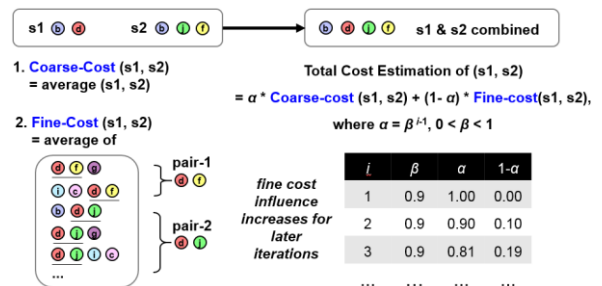 s1 b d s2 b j f
b d j f s1 & s2 combined
1. Coarse-Cost (s1, s2)
= average (s1, s2)
2. Fine-Cost (s1, s2)
= average of
d f g
i c d f
b d j
d j g
d j i c
...
pair-1
d f
pair-2
d j
Total Cost Estimation of (s1, s2)
= α * Coarse-cost (s1, s2) + (1- α) * Fine-cost(s1, s2),
where α = β^i-1, 0 < β < 1
fine cost
influence
increases for
later
iterations
i β α 1-α
1 0.9 1.00 0.00
2 0.9 0.90 0.10
3 0.9 0.81 0.19
... ... ... ...